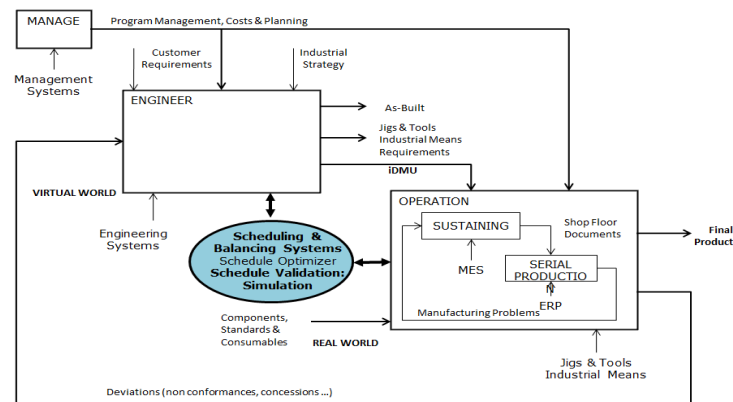 MANAGE
Program Management, Costs & Planning
Management
Systems
Customer
Requirements
Industrial
Strategy
ENGINEER
As-Built
Jigs & Tools
Industrial Means
Requirements
iDMU
VIRTUAL WORLD
Engineering
Systems
Scheduling &
Balancing Systems
Schedule Optimizer
Schedule Validation:
Simulation
OPERATION
SUSTAINING
Shop Floor
Documents
MES
SERIAL
PRODUCTIO
N
ERP
Manufacturing Problems
Final
Product
Components,
Standards &
Consumables
REAL WORLD
Jigs & Tools
Industrial Means
Deviations (non conformances, concessions ...)